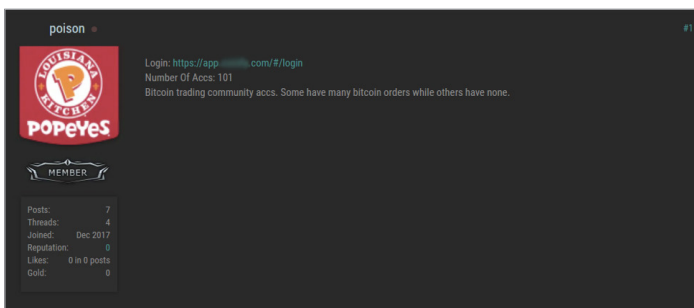 poison
#1
LOUISIANA
KITCHEN
POPEYES
MEMBER
Posts: 7
Threads: 4
Joined: Dec 2017
Reputation: 0
Likes: 0 in 0 posts
Gold: 0
Login: https://app. .com/#/login
Number Of Accs: 101
Bitcoin trading community accs. Some have many bitcoin orders while others have none.